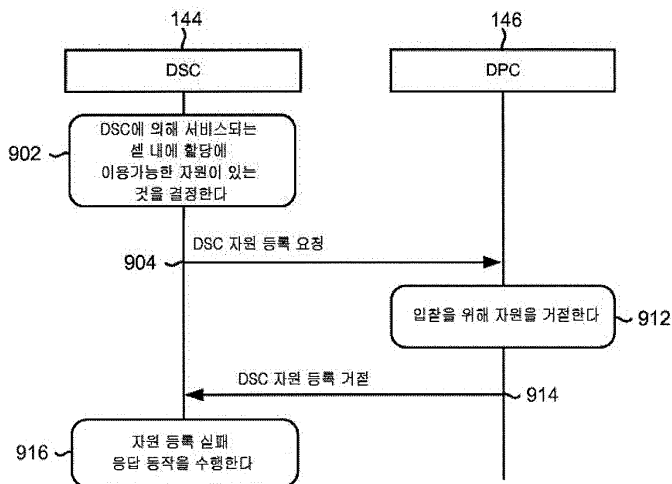 144
146
DSC
DPC
902
DSC에 의해 서비스되는
셀 내에 할당에
이용가능한 자원이 있는
것을 결정한다
DSC 자원 등록 요청
904
입찰을 위해 자원을 거절한다
912
DSC 자원 등록 거절
914
916
자원 등록 실패
응답 동작을 수행한다